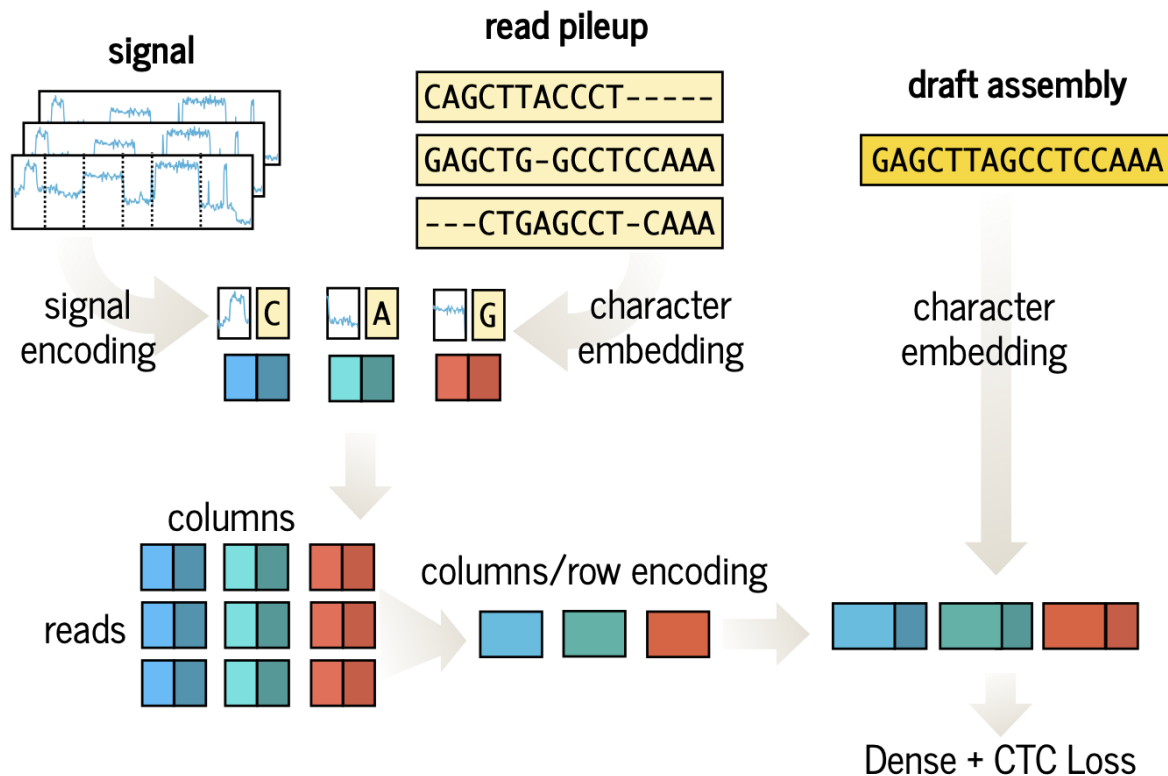 signal
read pileup
CAGCTTACCCT-----
GAGCTG-GCCTCCAAA
---CTGAGCCT-CAAA
draft assembly
GAGCTTAGCCTCCAAA
signal
encoding
C
A
G
character
embedding
character
embedding
columns
reads
columns/row encoding
Dense + CTC Loss